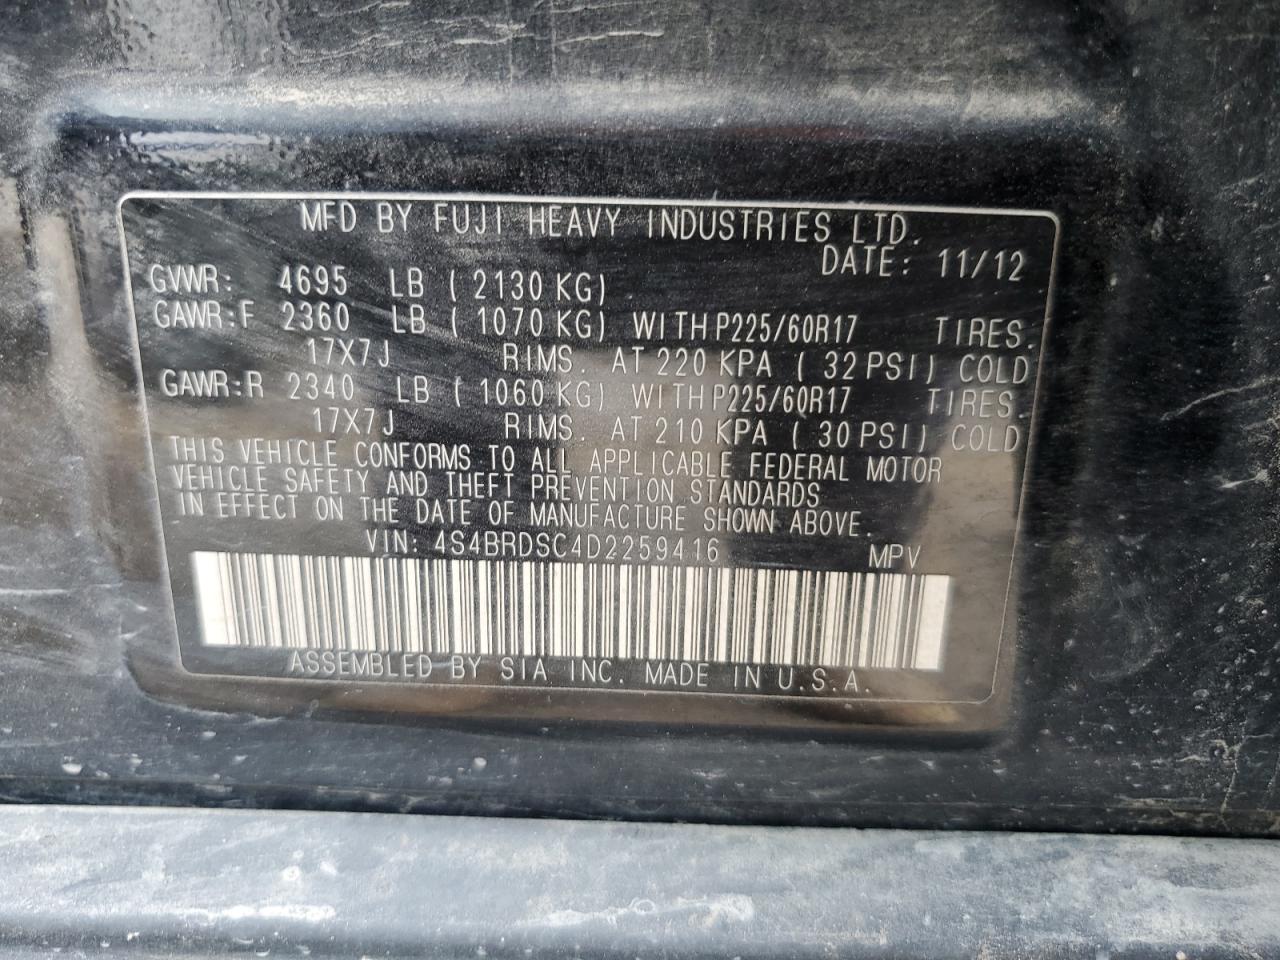 MFD BY FUJI HEAVY INDUSTRIES LTD.
DATE: 11/12
GVWR: 4695 LB (2130 KG)
GAWR:F 2360 LB (1070 KG) WITH P225/60R17 TIRES.
17X7J RIMS. AT 220 KPA (32 PSI) COLD
GAWR:R 2340 LB (1060 KG) WITH P225/60R17 TIRES.
17X7J RIMS. AT 210 KPA (30 PSI) COLD
THIS VEHICLE CONFORMS TO ALL APPLICABLE FEDERAL MOTOR
VEHICLE SAFETY AND THEFT PREVENTION STANDARDS
IN EFFECT ON THE DATE OF MANUFACTURE SHOWN ABOVE.
VIN: 4S4BRDSC4D2259416 MPV
ASSEMBLED BY SIA INC. MADE IN U.S.A.